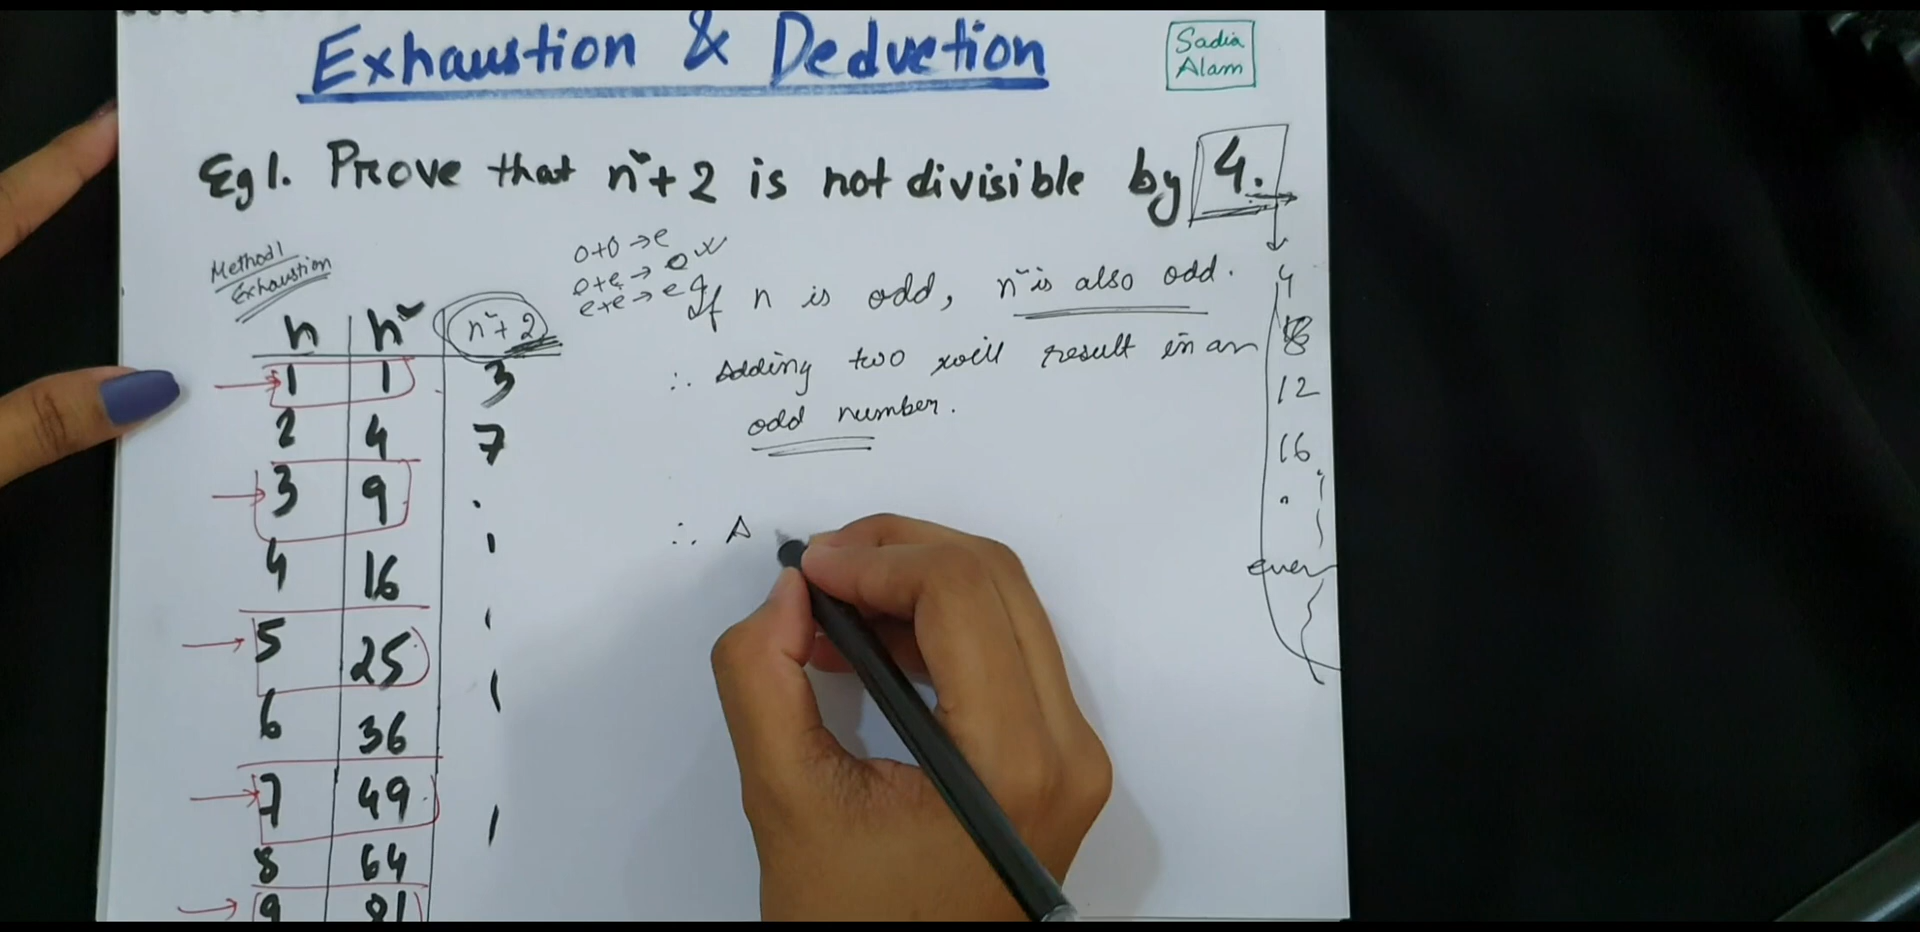 Exhaustion & Deduction
Sadia
Alam
Eg 1. Prove that n²+ 2 is not divisible by 4.
Method 1
Exhaustion
o+o → e
o+e → o
e+e → e
n n² n²+ 2
1 1 3
2 4 7
3 9
4 16
5 25
6 36
7 49
8 64
9 81
If n is odd, n² is also odd.
∴ Adding two will result in an
odd number.
∴ A
4
8
12
16
even